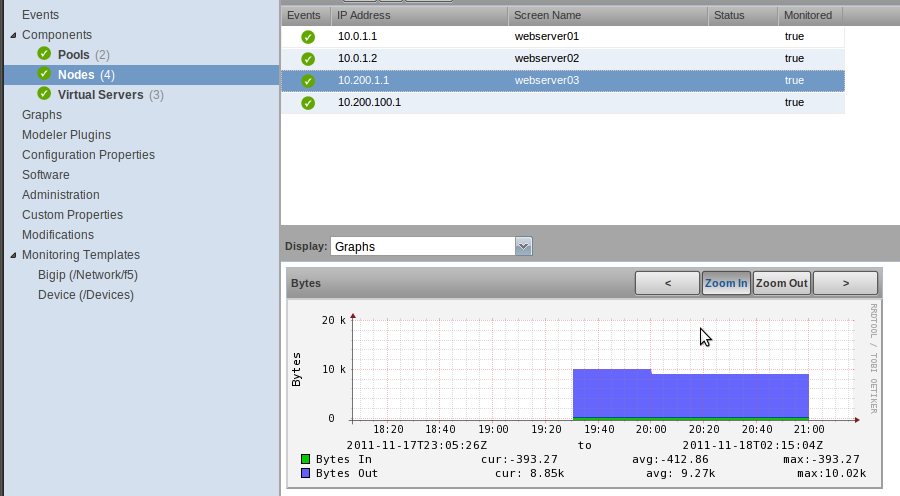 Events
Components
Pools (2)
Nodes (4)
Virtual Servers (3)
Graphs
Modeler Plugins
Configuration Properties
Software
Administration
Custom Properties
Modifications
Monitoring Templates
Bigip (/Network/f5)
Device (/Devices)
Events IP Address Screen Name Status Monitored
10.0.1.1 webserver01 true
10.0.1.2 webserver02 true
10.200.1.1 webserver03 true
10.200.100.1 true
Display: Graphs
Bytes < Zoom In Zoom Out >
20 k
10 k
0
Bytes
18:20 18:40 19:00 19:20 19:40 20:00 20:20 20:40 21:00
2011-11-17T23:05:26Z to 2011-11-18T02:15:04Z
Bytes In cur:-393.27 avg:-412.86 max:-393.27
Bytes Out cur: 8.85k avg: 9.27k max:10.02k
RRDTOOL / TOBI OETIKER